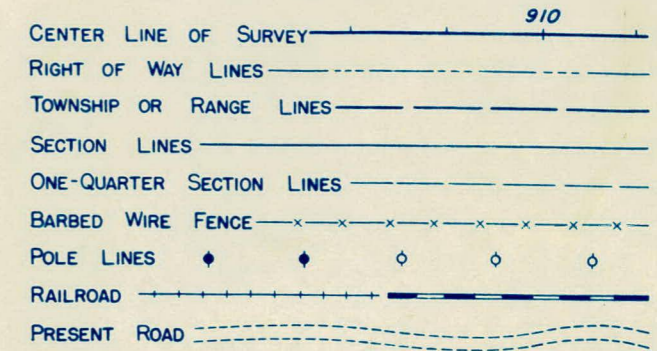 910
CENTER LINE OF SURVEY
RIGHT OF WAY LINES
TOWNSHIP OR RANGE LINES
SECTION LINES
ONE-QUARTER SECTION LINES
BARBED WIRE FENCE
POLE LINES
RAILROAD
PRESENT ROAD